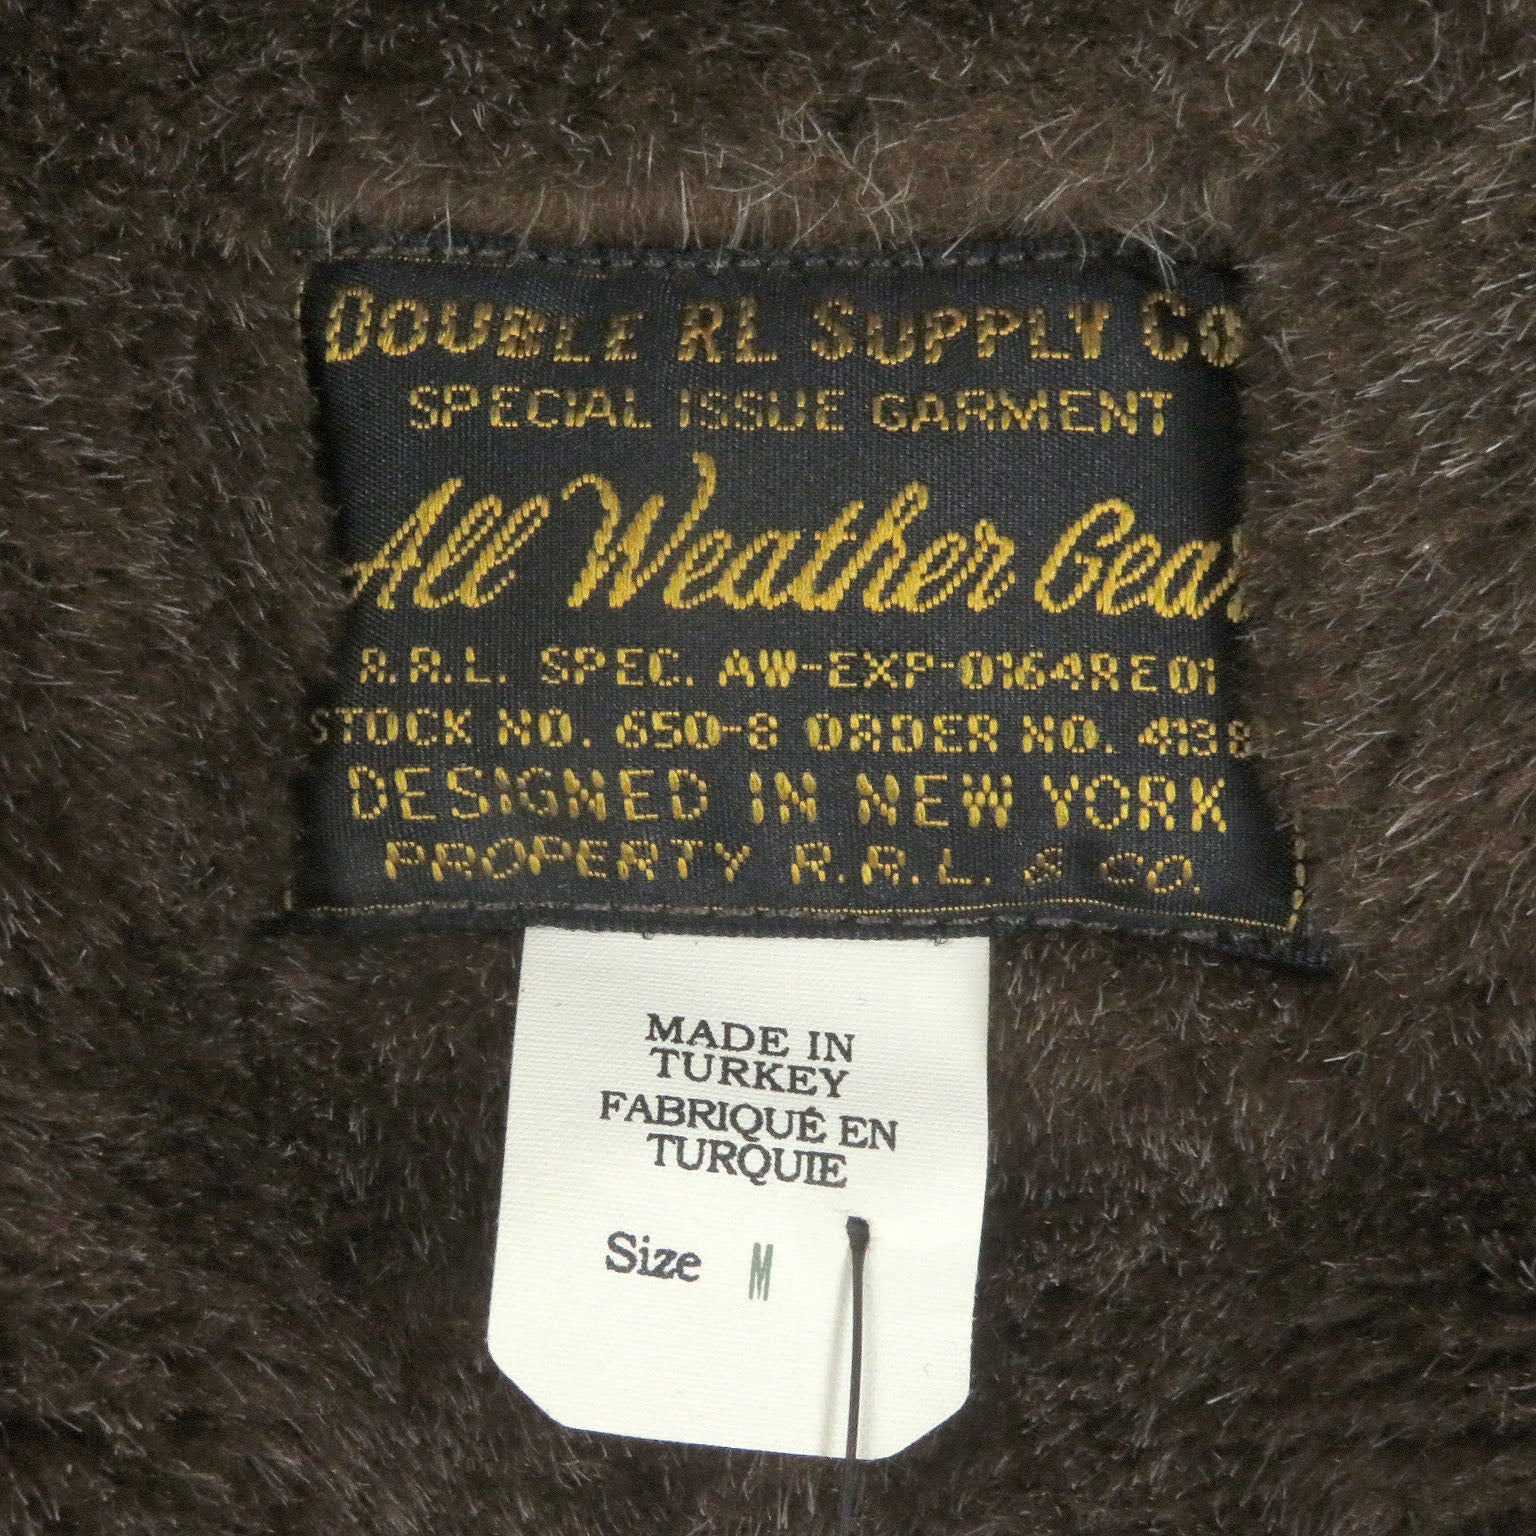 DOUBLE RL SUPPLY CO
SPECIAL ISSUE GARMENT
All Weather Gear
R.R.L. SPEC. AW-EXP-0164RE01
STOCK NO. 650-8 ORDER NO. 4138
DESIGNED IN NEW YORK
PROPERTY R.R.L. & CO.
MADE IN
TURKEY
FABRIQUÉ EN
TURQUIE
Size M